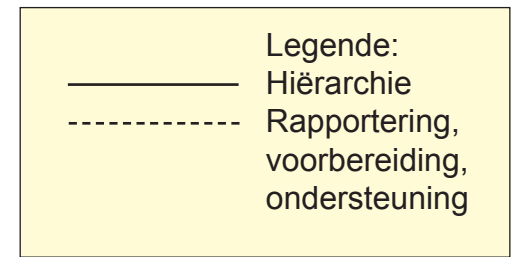 Legende:
Hiërarchie
Rapportering,
voorbereiding,
ondersteuning